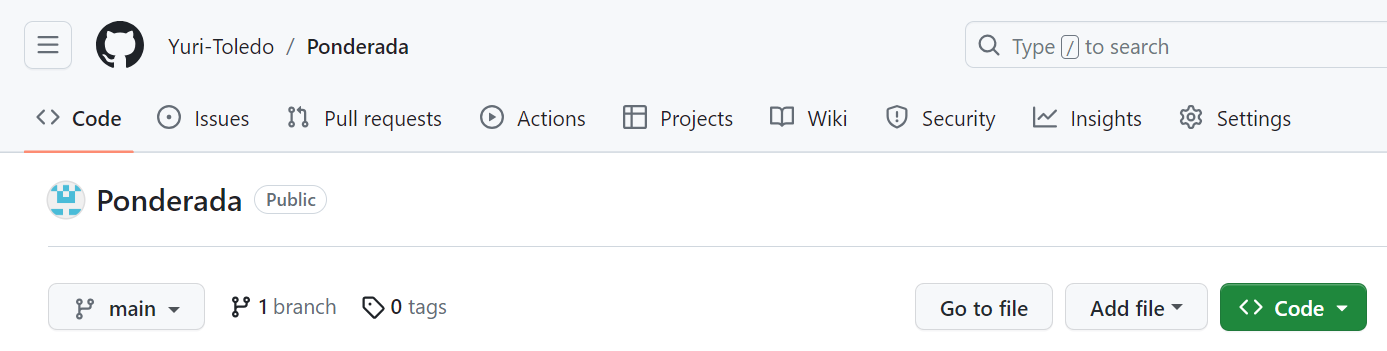 Yuri-Toledo / Ponderada Type / to search
Code Issues Pull requests Actions Projects Wiki Security Insights Settings
Ponderada Public
main 1 branch 0 tags Go to file Add file Code